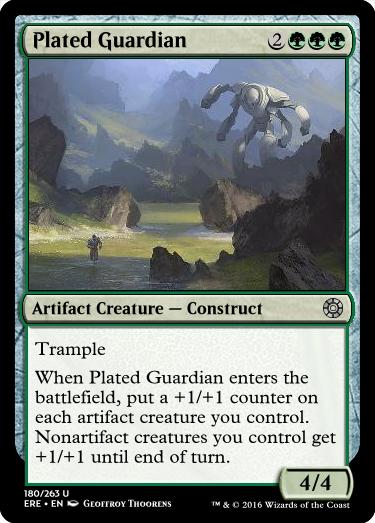 Plated Guardian 2
Artifact Creature — Construct
Trample
When Plated Guardian enters the
battlefield, put a +1/+1 counter on
each artifact creature you control.
Nonartifact creatures you control get
+1/+1 until end of turn.
4/4
180/263 U
ERE • EN Geoffroy Thoorens ™ & © 2016 Wizards of the Coast